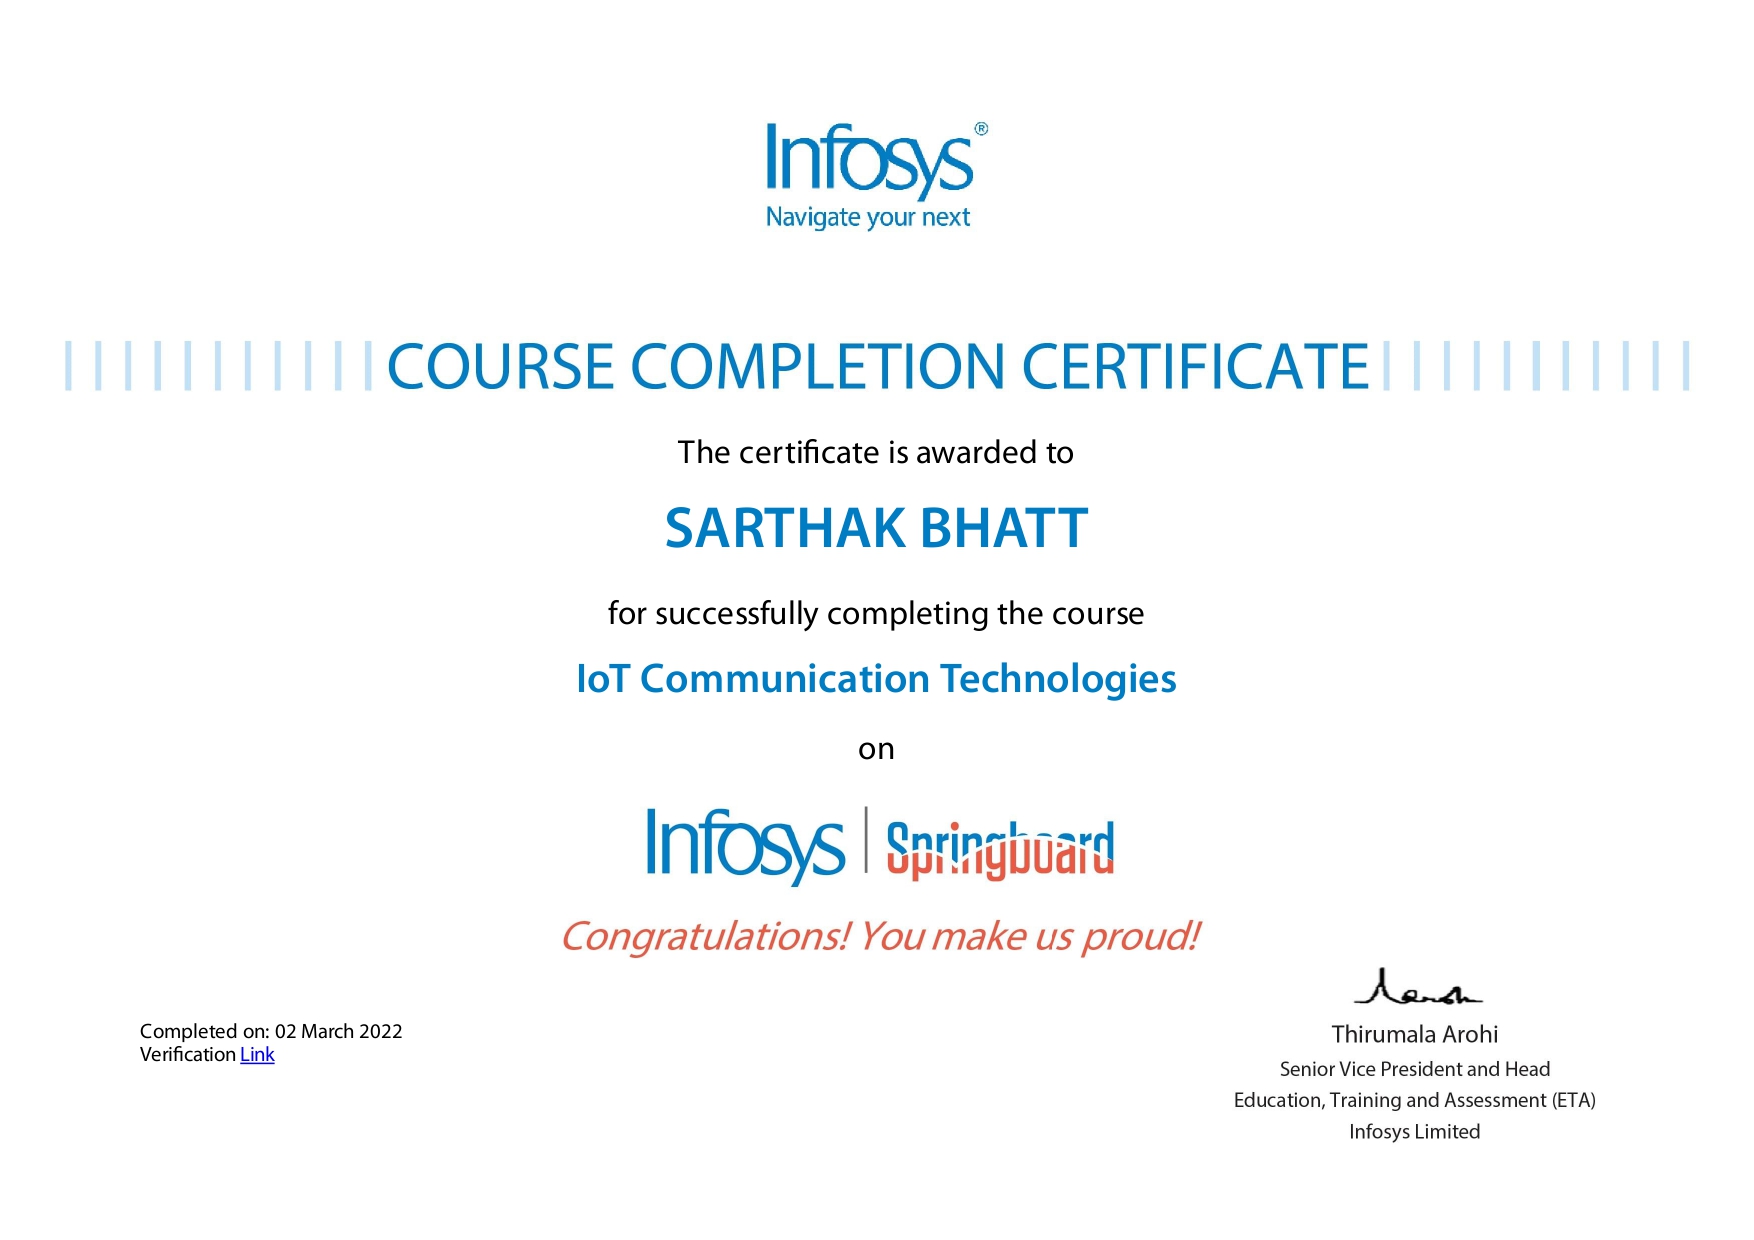 Infosys®
Navigate your next
COURSE COMPLETION CERTIFICATE
The certificate is awarded to
SARTHAK BHATT
for successfully completing the course
IoT Communication Technologies
on
Infosys | Springboard
Congratulations! You make us proud!
Completed on: 02 March 2022
Verification Link
Thirumala Arohi
Senior Vice President and Head
Education, Training and Assessment (ETA)
Infosys Limited